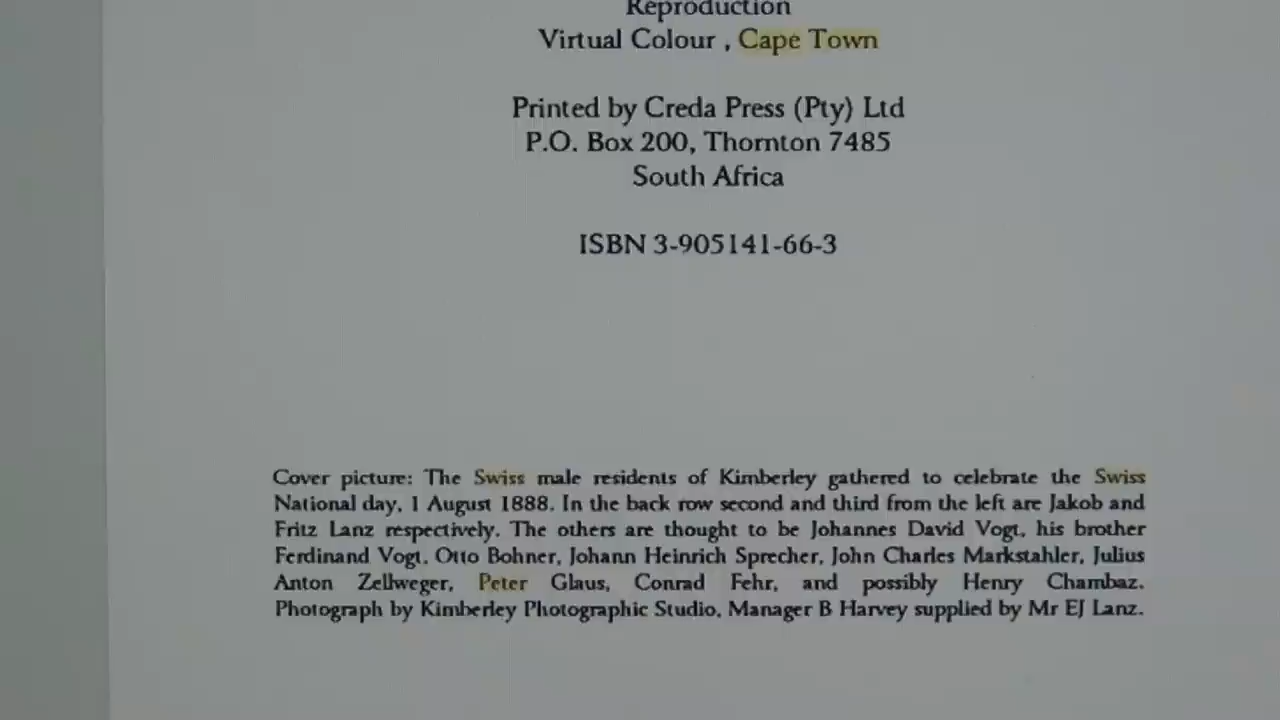 Reproduction
Virtual Colour , Cape Town
Printed by Creda Press (Pty) Ltd
P.O. Box 200, Thornton 7485
South Africa
ISBN 3-905141-66-3
Cover picture: The Swiss male residents of Kimberley gathered to celebrate the Swiss
National day, 1 August 1888. In the back row second and third from the left are Jakob and
Fritz Lanz respectively. The others are thought to be Johannes David Vogt, his brother
Ferdinand Vogt, Otto Bohner, Johann Heinrich Sprecher, John Charles Markstahler, Julius
Anton Zellweger, Peter Glaus, Conrad Fehr, and possibly Henry Chambaz.
Photograph by Kimberley Photographic Studio, Manager B Harvey supplied by Mr EJ Lanz.